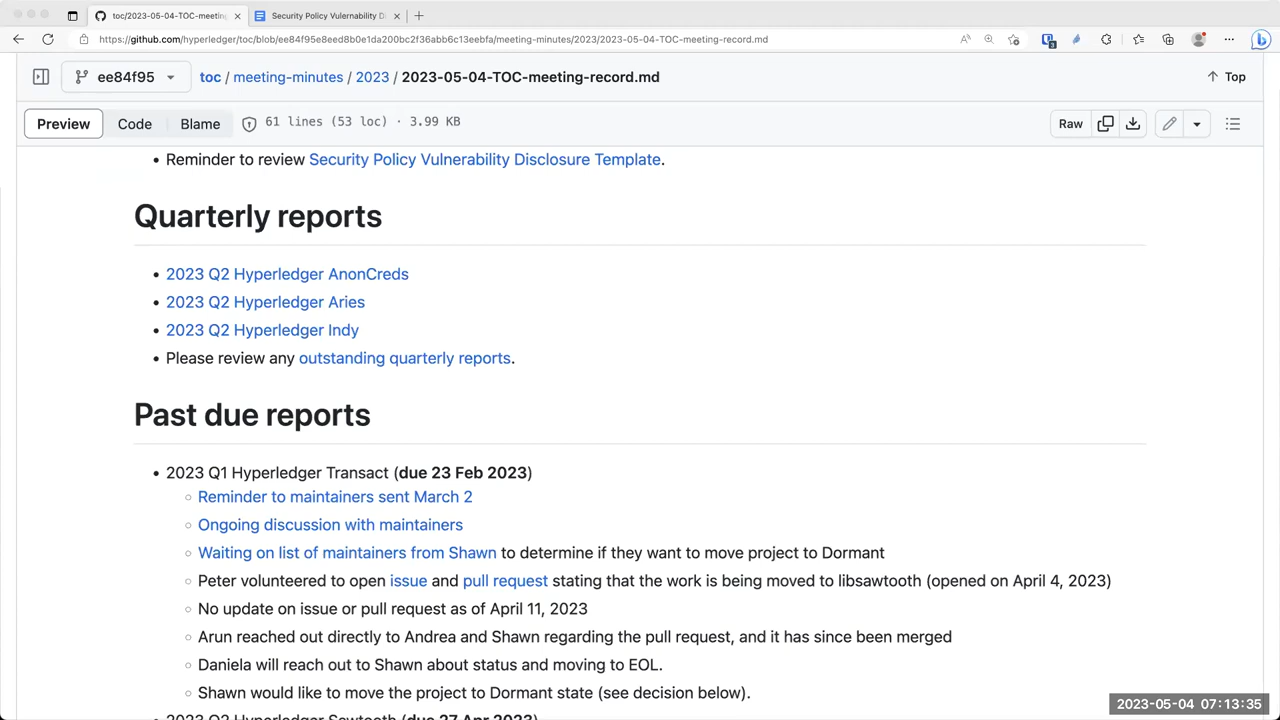 toc/2023-05-04-TOC-meeting-
Security Policy Vulernability D
https://github.com/hyperledger/toc/blob/ee84f95e8eed8b0e1da200bc2f36abb6c13eebfa/meeting-minutes/2023/2023-05-04-TOC-meeting-record.md
ee84f95
toc / meeting-minutes / 2023 / 2023-05-04-TOC-meeting-record.md
Top
Preview Code Blame 61 lines (53 loc) · 3.99 KB
Raw
• Reminder to review Security Policy Vulnerability Disclosure Template.
Quarterly reports
• 2023 Q2 Hyperledger AnonCreds
• 2023 Q2 Hyperledger Aries
• 2023 Q2 Hyperledger Indy
• Please review any outstanding quarterly reports.
Past due reports
• 2023 Q1 Hyperledger Transact (due 23 Feb 2023)
◦ Reminder to maintainers sent March 2
◦ Ongoing discussion with maintainers
◦ Waiting on list of maintainers from Shawn to determine if they want to move project to Dormant
◦ Peter volunteered to open issue and pull request stating that the work is being moved to libsawtooth (opened on April 4, 2023)
◦ No update on issue or pull request as of April 11, 2023
◦ Arun reached out directly to Andrea and Shawn regarding the pull request, and it has since been merged
◦ Daniela will reach out to Shawn about status and moving to EOL.
◦ Shawn would like to move the project to Dormant state (see decision below).
• 2023 Q2 Hyperledger Sawtooth (due 27 Apr 2023)
2023-05-04 07:13:35